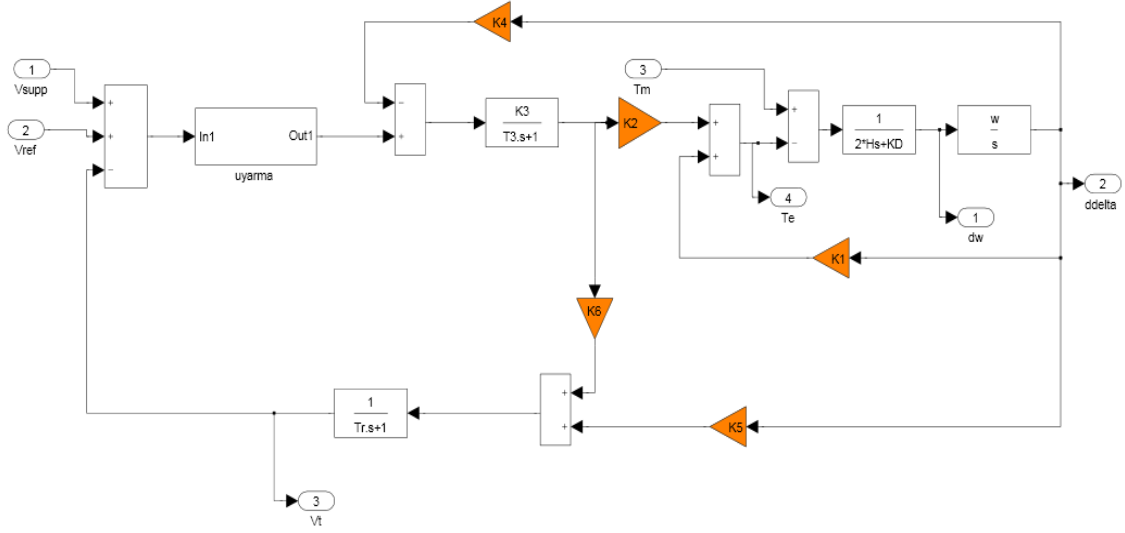 K4
1
Vsupp
+
2
Vref
+
−
In1
Out1
uyarma
−
+
K3
T3.s+1
K2
3
Tm
+
+
+
−
1
2*Hs+KD
w
s
4
Te
1
dw
2
ddelta
K1
K6
+
+
1
Tr.s+1
K5
3
Vt